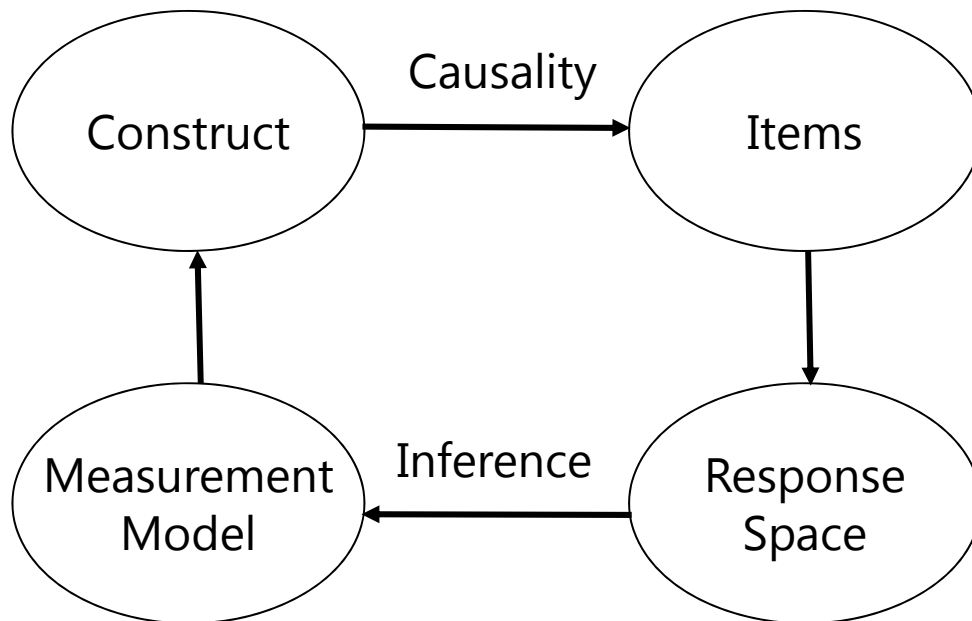 Causality
Construct
Items
Inference
Measurement
Model
Response
Space